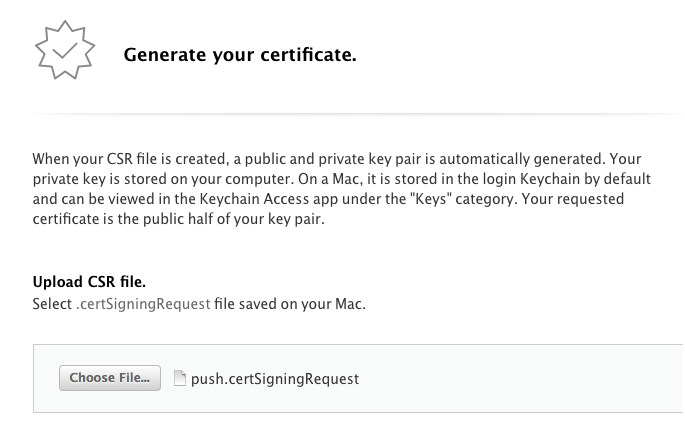 Generate your certificate.
When your CSR file is created, a public and private key pair is automatically generated. Your
private key is stored on your computer. On a Mac, it is stored in the login Keychain by default
and can be viewed in the Keychain Access app under the "Keys" category. Your requested
certificate is the public half of your key pair.
Upload CSR file.
Select .certSigningRequest file saved on your Mac.
Choose File... push.certSigningRequest